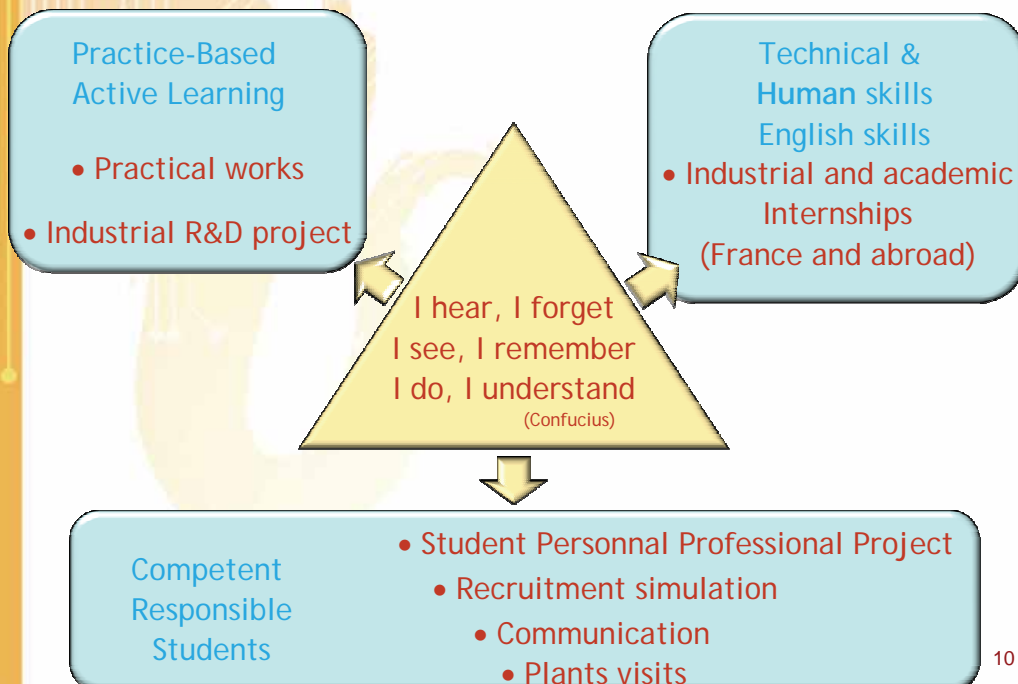 Practice-Based
Active Learning
• Practical works
• Industrial R&D project
Technical &
Human skills
English skills
• Industrial and academic
Internships
(France and abroad)
I hear, I forget
I see, I remember
I do, I understand
(Confucius)
Competent
Responsible
Students
• Student Personnal Professional Project
• Recruitment simulation
• Communication
• Plants visits
10